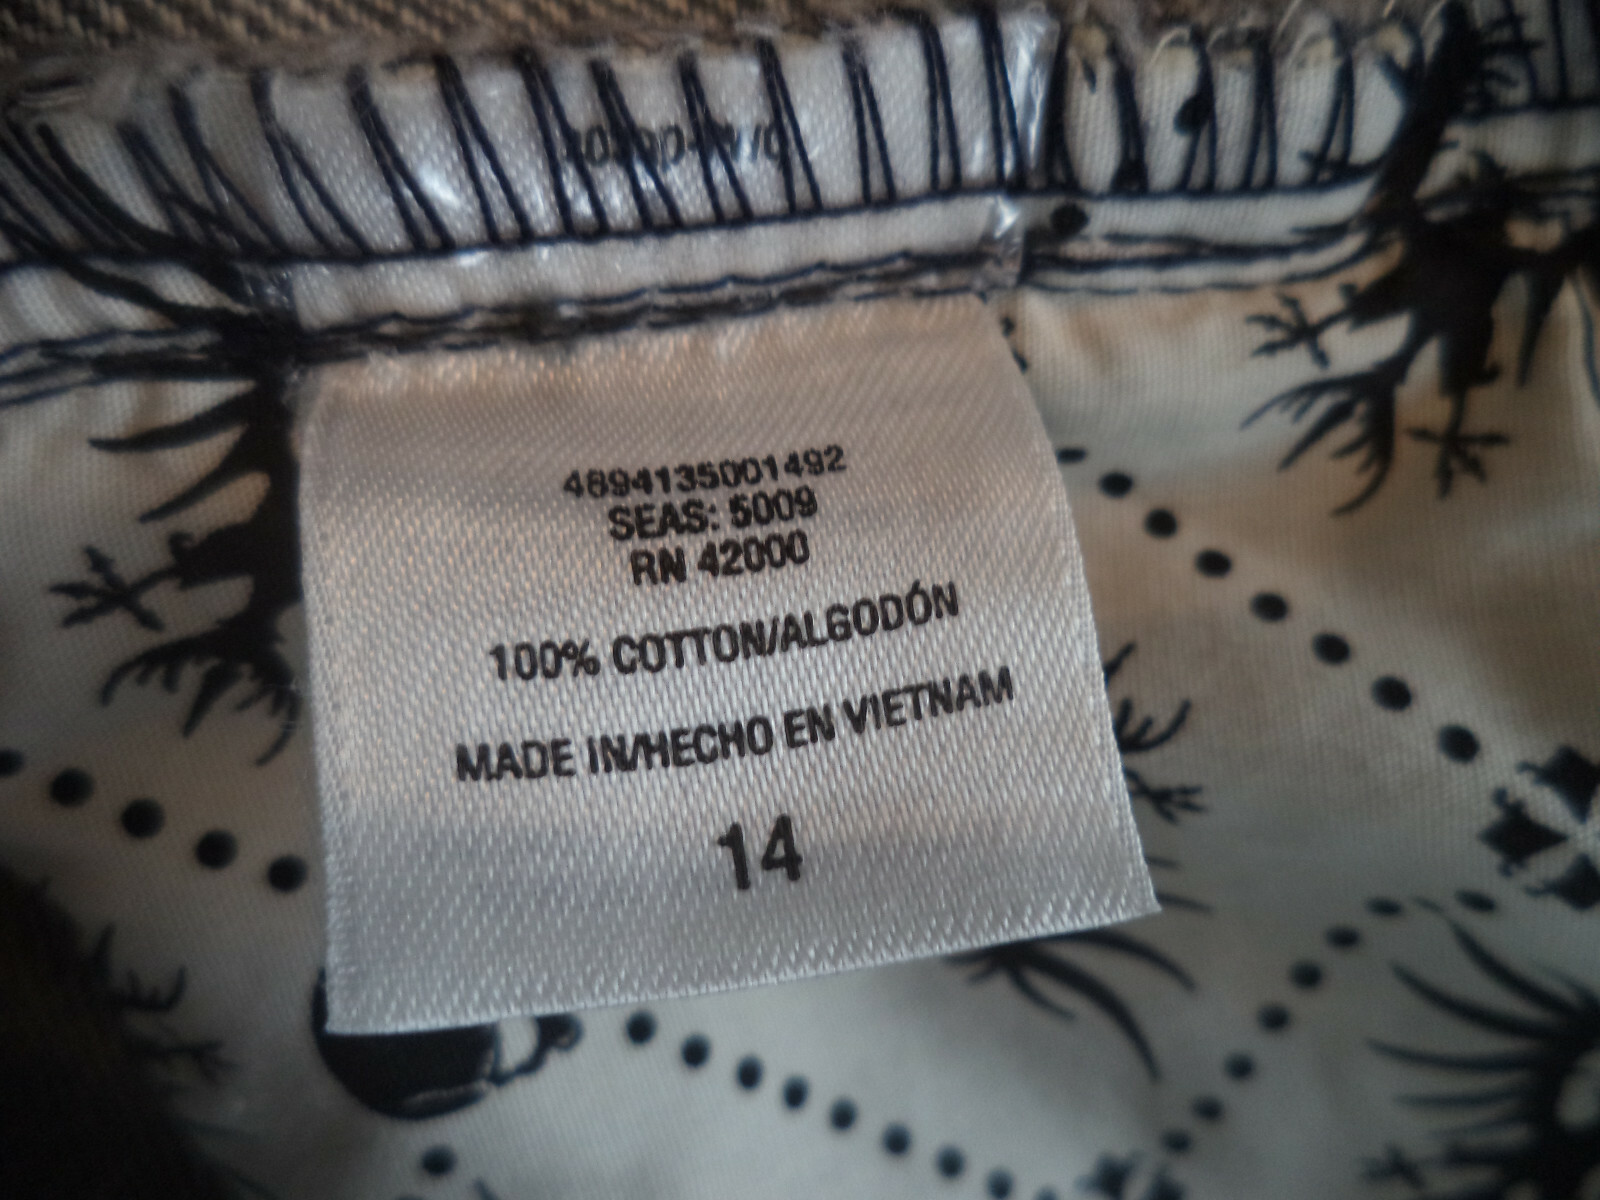 4894135001492
SEAS: 5009
RN 42000
100% COTTON/ALGODÓN
MADE IN/HECHO EN VIETNAM
14